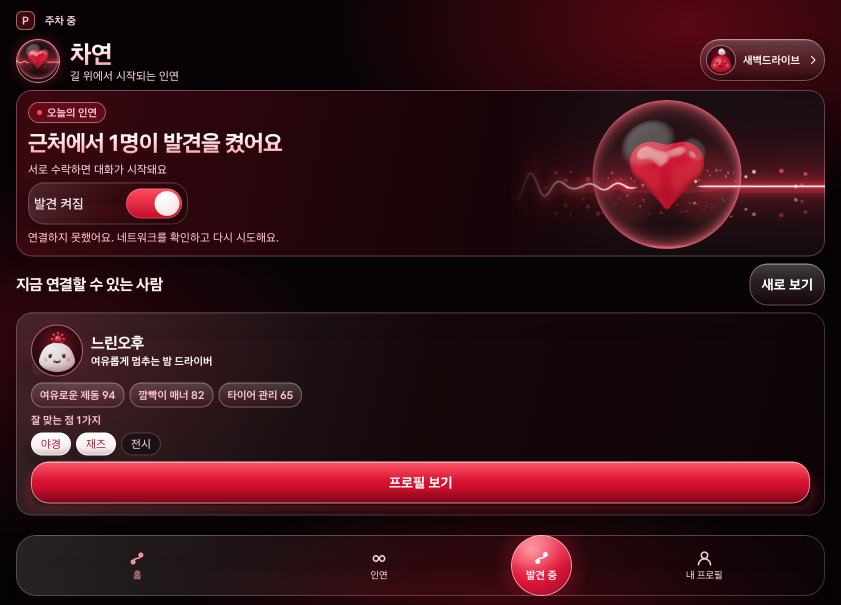 P 주차 중
차연
길 위에서 시작되는 인연
새벽드라이브
오늘의 인연
근처에서 1명이 발견을 켰어요
서로 수락하면 대화가 시작돼요
발견 켜짐
연결하지 못했어요. 네트워크를 확인하고 다시 시도해요.
지금 연결할 수 있는 사람
새로 보기
느린오후
여유롭게 멈추는 밤 드라이버
여유로운 제동 94 깜빡이 매너 82 타이어 관리 65
잘 맞는 점 1가지
야경 재즈 전시
프로필 보기
홈 인연 발견 중 내 프로필